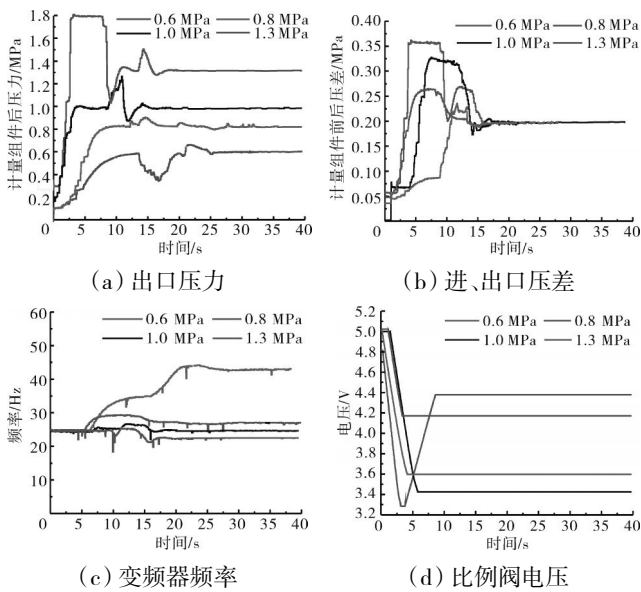 1.8
1.6
1.4
1.2
1.0
0.8
0.6
0.4
0.2
计量组件后压力/MPa
0.6 MPa 0.8 MPa
1.0 MPa 1.3 MPa
0 5 10 15 20 25 30 35 40
时间/s
(a) 出口压力
0.40
0.35
0.30
0.25
0.20
0.15
0.10
0.05
计量组件前后压差/MPa
0.6 MPa 0.8 MPa
1.0 MPa 1.3 MPa
0 5 10 15 20 25 30 35 40
时间/s
(b) 进、出口压差
60
50
40
30
20
10
0
频率/Hz
0.6 MPa 0.8 MPa
1.0 MPa 1.3 MPa
0 5 10 15 20 25 30 35 40
时间/s
(c) 变频器频率
5.2
5.0
4.8
4.6
4.4
4.2
4.0
3.8
3.6
3.4
3.2
电压/V
0.6 MPa 0.8 MPa
1.0 MPa 1.3 MPa
0 5 10 15 20 25 30 35 40
时间/s
(d) 比例阀电压